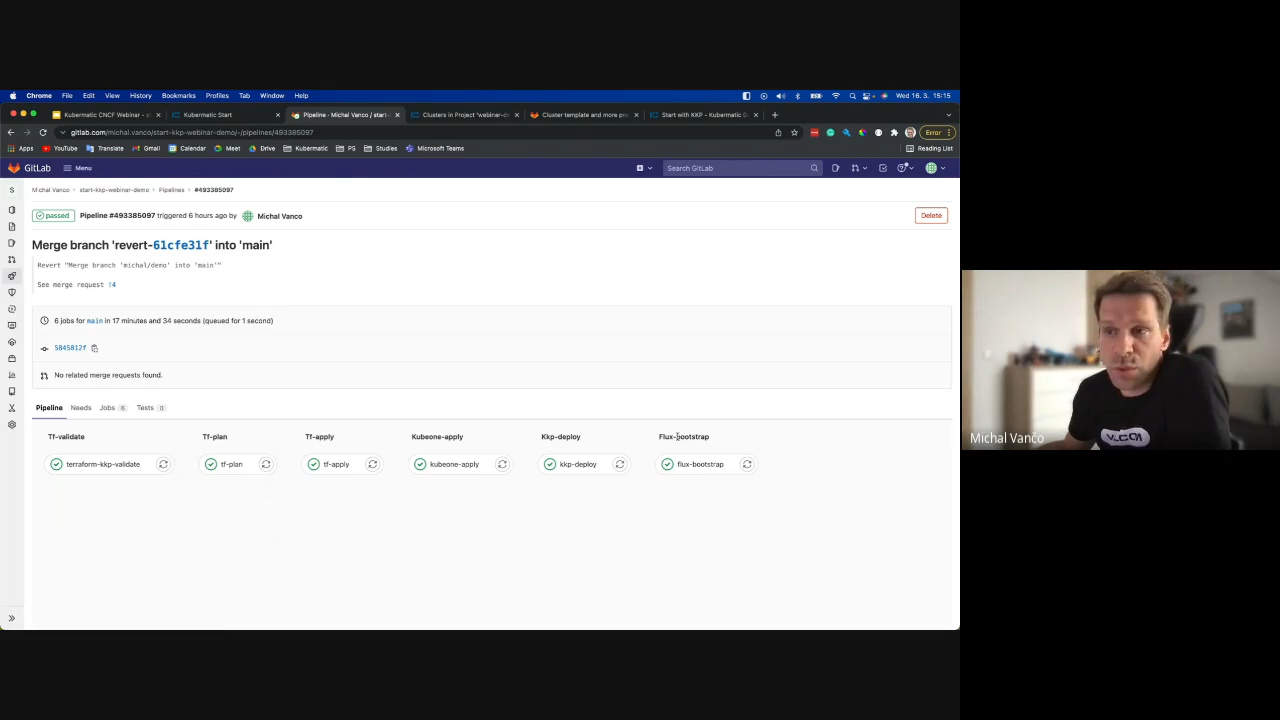 Chrome File Edit View History Bookmarks Profiles Tab Window Help Wed 16. 3. 15:15
Kubermatic CNCF Webinar - st Kubermatic Start Pipeline · Michal Vanco / start- Clusters in Project 'webinar-de Cluster template and more pro Start with KKP - Kubermatic D
gitlab.com/michal.vanco/start-kkp-webinar-demo/-/pipelines/493385097 Error
Apps YouTube Translate Gmail Calendar Meet Drive Kubermatic PS Studies Microsoft Teams Reading List
GitLab Menu Search GitLab
S Michal Vanco › start-kkp-webinar-demo › Pipelines › #493385097
passed Pipeline #493385097 triggered 6 hours ago by Michal Vanco Delete
Merge branch 'revert-61cfe31f' into 'main'
Revert "Merge branch 'michal/demo' into 'main'"
See merge request !4
6 jobs for main in 17 minutes and 34 seconds (queued for 1 second)
5845812f
No related merge requests found.
Pipeline Needs Jobs 6 Tests 0
Tf-validate Tf-plan Tf-apply Kubeone-apply Kkp-deploy Flux-bootstrap
terraform-kkp-validate tf-plan tf-apply kubeone-apply kkp-deploy flux-bootstrap
Michal Vančo